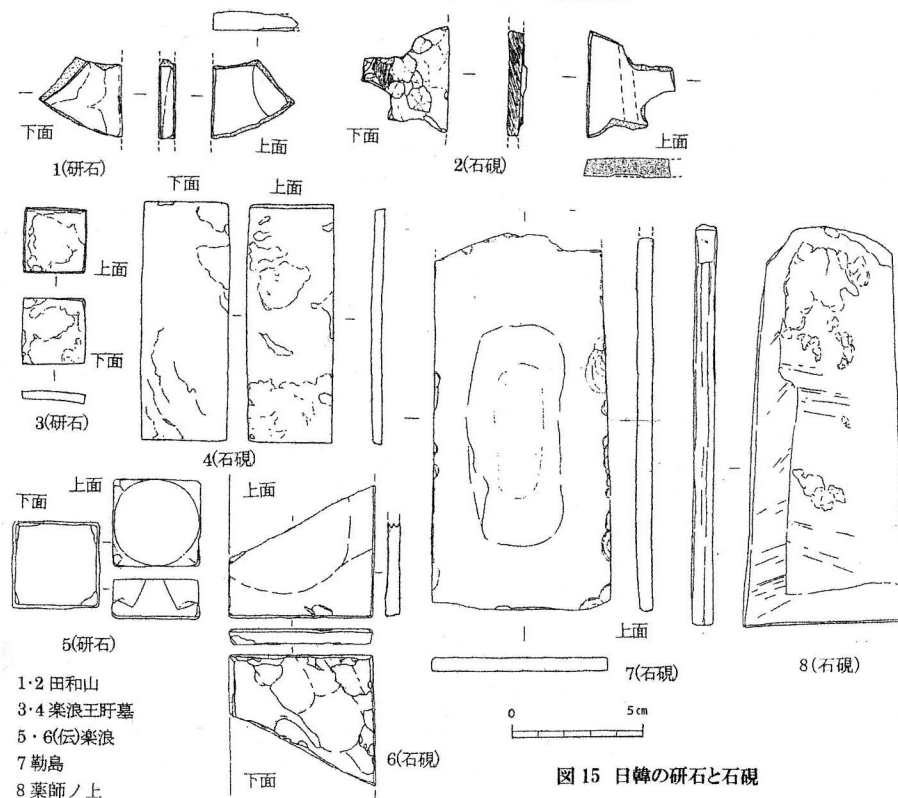 下面
上面
1(研石)
下面
上面
2(石硯)
上面
下面
3(研石)
下面
上面
4(石硯)
下面
上面
5(研石)
上面
下面
6(石硯)
上面
7(石硯)
8(石硯)
1・2 田和山
3・4 楽浪王盱墓
5・6(伝)楽浪
7 勒島
8 薬師ノ上
0 5cm
図 15 日韓の研石と石硯